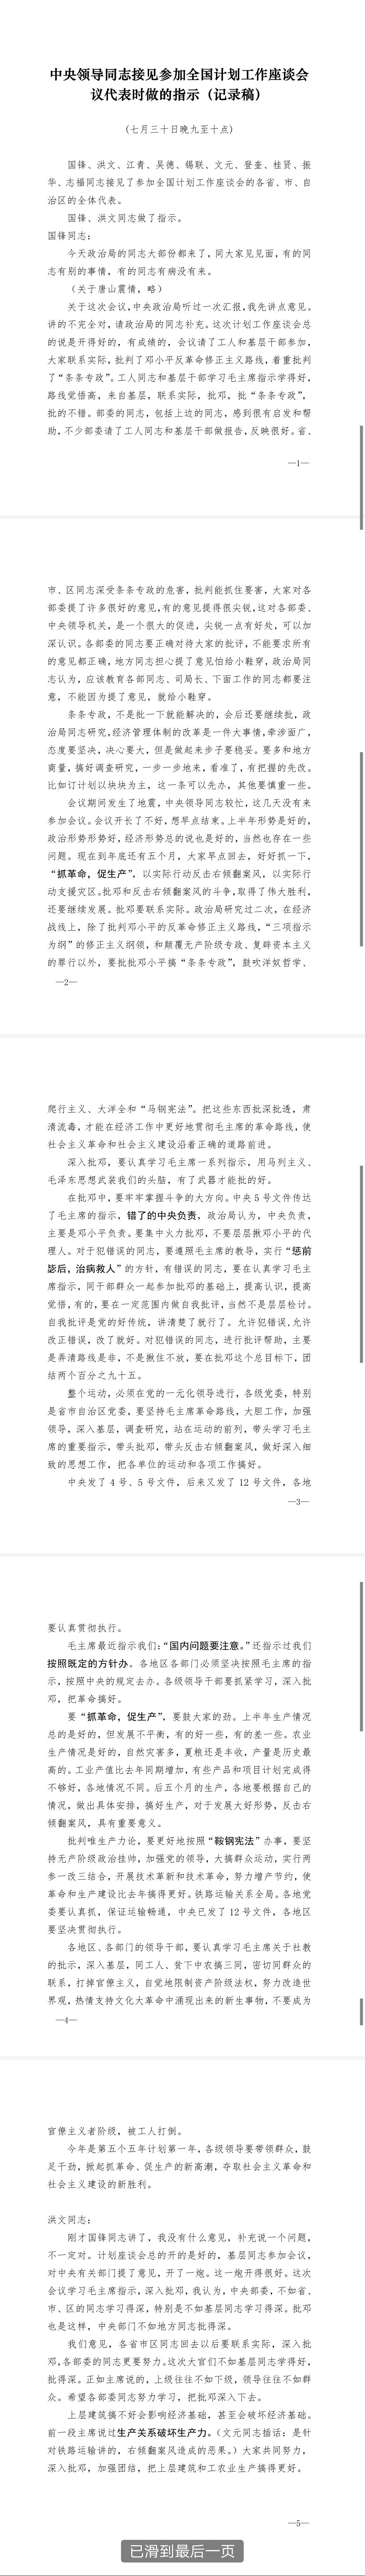 中央领导同志接见参加全国计划工作座谈会
议代表时做的指示（记录稿）
（七月三十日晚九至十点）
国锋、洪文、江青、吴德、锡联、文元、登奎、桂贤、振
华、志福同志接见了参加全国计划工作座谈会的各省、市、自
治区的全体代表。
国锋、洪文同志做了指示。
国锋同志：
今天政治局的同志大部份都来了，同大家见见面，有的同
志有别的事情，有的同志有病没有来。
（关于唐山震情，略）
关于这次会议，中央政治局听过一次汇报，我先讲点意见。
讲的不完全对，请政治局的同志补充。这次计划工作座谈会总
的说是开得好的，有成绩的，会议请了工人和基层干部参加，
大家联系实际，批判了邓小平反革命修正主义路线，着重批判
了“条条专政”。工人同志和基层干部学习毛主席指示学得好，
路线觉悟高，来自基层，联系实际，批邓，批“条条专政”，
批的不错。部委的同志，包括上边的同志，感到很有启发和帮
助，不少部委请了工人同志和基层干部做报告，反映很好。省、
—1—
市、区同志深受条条专政的危害，批判能抓住要害，大家对各
部委提了许多很好的意见，有的意见提得很尖锐，这对各部委、
中央领导机关，是一个很大的促进，尖锐一点有好处，可以加
深认识。各部委的同志要正确对待大家的批评，不能要求所有
的意见都正确，地方同志担心提了意见怕给小鞋穿，政治局同
志认为，应该教育各部同志、司局长、下面工作的同志都要注
意，不能因为提了意见，就给小鞋穿。
条条专政，不是批一下就能解决的，会后还要继续批，政
治局同志研究，经济管理体制的改革是一件大事情，牵涉面广，
态度要坚决，决心要大，但是做起来步子要稳妥。要多和地方
商量，搞好调查研究，一步一步地来，看准了，有把握的先改。
比如订计划以块块为主，这一条可以先办，其他要慎重一些。
会议期间发生了地震，中央领导同志较忙，这几天没有来
参加会议。会议开长了不好，想早点结束。上半年形势是好的，
政治形势形势好，经济形势总的说也是好的，当然也存在一些
问题。现在到年底还有五个月，大家早点回去，好好抓一下，
“抓革命，促生产”，以实际行动反击右倾翻案风，以实际行
动支援灾区。批邓和反击右倾翻案风的斗争，取得了伟大胜利，
还要继续发展。批邓要联系实际。政治局研究过二次，在经济
战线上，除了批判邓小平的反革命修正主义路线，“三项指示
为纲”的修正主义纲领，和颠覆无产阶级专政、复辟资本主义
的罪行以外，要批批邓小平搞“条条专政”，鼓吹洋奴哲学、
—2—
爬行主义、大洋全和“马钢宪法”。把这些东西批深批透，肃
清流毒，才能在经济工作中更好地贯彻毛主席的革命路线，使
社会主义革命和社会主义建设沿着正确的道路前进。
深入批邓，要认真学习毛主席一系列指示，用马列主义、
毛泽东思想武装我们的头脑，有了武器才能批的好。
在批邓中，要牢牢掌握斗争的大方向。中央 5 号文件传达
了毛主席的指示，错了的中央负责，政治局认为，中央负责，
主要是邓小平负责。要集中火力批邓，不要层层揪邓小平的代
理人。对于犯错误的同志，要遵照毛主席的教导，实行“惩前
毖后，治病救人”的方针，有错误的同志，要在认真学习毛主
席指示，同干部群众一起参加批邓的基础上，提高认识，提高
觉悟，有的，要在一定范围内做自我批评，当然不是层层检讨。
自我批评是党的好传统，讲清楚了就行了。允许犯错误，允许
改正错误，改了就好。对犯错误的同志，进行批评帮助，主要
是弄清路线是非，不是揪住不放，要在批邓这个总目标下，团
结两个百分之九十五。
整个运动，必须在党的一元化领导进行，各级党委，特别
是省市自治区党委，要坚持毛主席革命路线，大胆工作，加强
领导，深入基层，调查研究，站在运动的前列，带头学习毛主
席的重要指示，带头批邓，带头反击右倾翻案风，做好深入细
致的思想工作，把各单位的运动和各项工作搞好。
中央发了 4 号、5 号文件，后来又发了 12 号文件，各地
—3—
要认真贯彻执行。
毛主席最近指示我们：“国内问题要注意。”还指示过我们
按照既定的方针办。各地区各部门必须坚决按照毛主席的指
示，按照中央的规定去办。各级领导干部要抓紧学习，深入批
邓，把革命搞好。
要“抓革命，促生产”，要鼓大家的劲。上半年生产情况
总的是好的，但发展不平衡，有的好一些，有的差一些。农业
生产情况是好的，自然灾害多，夏粮还是丰收，产量是历史最
高的。工业产值比去年同期增加，有些产品和项目计划完成得
不够好，各地情况不同。后五个月的生产，各地要根据自己的
情况，做出具体安排，搞好生产，对于发展大好形势，反击右
倾翻案风，具有重要意义。
批判唯生产力论，要更好地按照“鞍钢宪法”办事，要坚
持无产阶级政治挂帅，加强党的领导，大搞群众运动，实行两
参一改三结合，开展技术革新和技术革命，努力增产节约，使
革命和生产建设比去年搞得更好。铁路运输关系全局。各地党
委要认真抓，保证运输畅通，中央已发了 12 号文件，各地区
要坚决贯彻执行。
各地区、各部门的领导干部，要认真学习毛主席关于社教
的批示，深入基层，同工人、贫下中农搞三同，密切同群众的
联系，打掉官僚主义，自觉地限制资产阶级法权，努力改造世
界观，热情支持文化大革命中涌现出来的新生事物，不要成为
—4—
官僚主义者阶级，被工人打倒。
今年是第五个五年计划第一年，各级领导要带领群众，鼓
足干劲，掀起抓革命、促生产的新高潮，夺取社会主义革命和
社会主义建设的新胜利。
洪文同志：
刚才国锋同志讲了，我没有什么意见，补充说一个问题，
不一定对。计划座谈会总的开的是好的，基层同志参加会议，
对中央有关部门提了意见，开了一炮。这一炮开得很好。这次
会议学习毛主席指示，深入批邓，我认为，中央部委，不如省、
市、区的同志学习得深，特别是不如基层同志学习得深。批邓
也是这样，中央部门不如地方同志批得深。
我们意见，各省市区同志回去以后要联系实际，深入批
邓，各部委的同志更要努力。这次大官们不如基层同志学得好，
批得深。正如主席说的，上级往往不如下级，领导往往不如群
众。希望各部委同志努力学习，把批邓深入下去。
上层建筑搞不好会影响经济基础，甚至会破坏经济基础。
前一段主席说过生产关系破坏生产力。（文元同志插话：是针
对铁路运输讲的，右倾翻案风造成的恶果。）大家共同努力，
深入批邓，加强团结，把上层建筑和工农业生产搞得更好。
—5—
已滑到最后一页